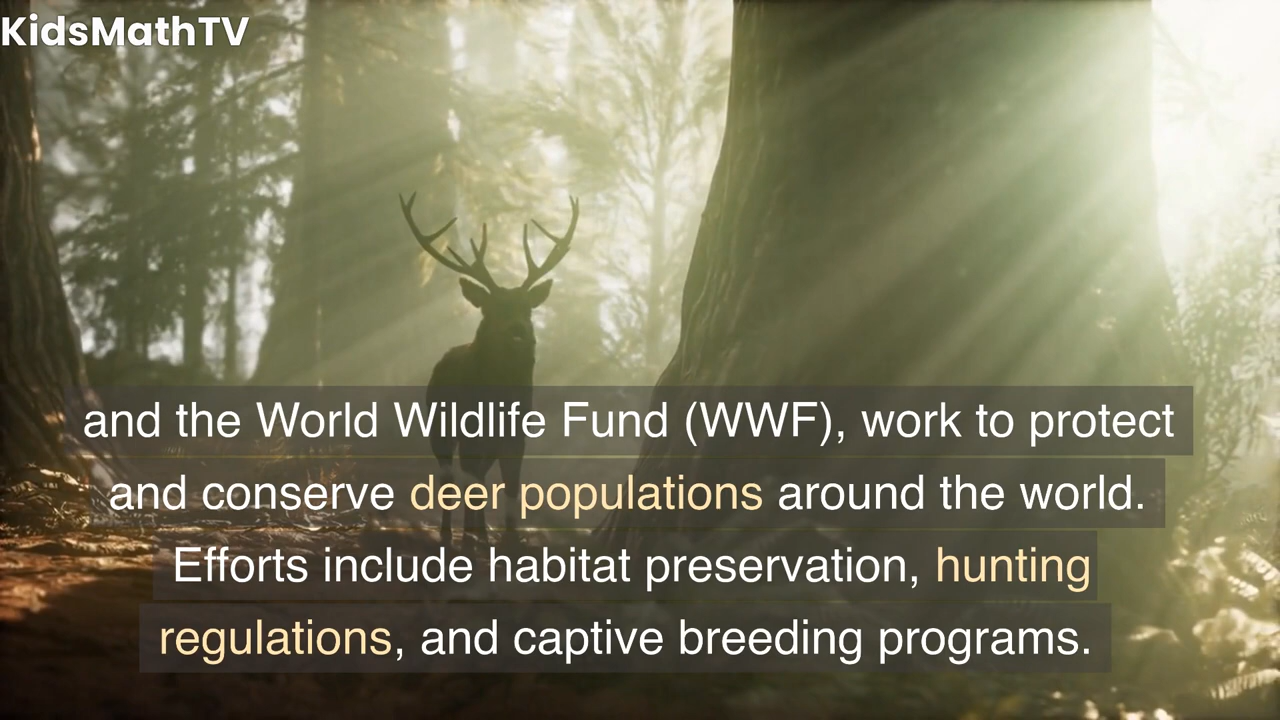 KidsMathTV
and the World Wildlife Fund (WWF), work to protect
and conserve deer populations around the world.
Efforts include habitat preservation, hunting
regulations, and captive breeding programs.